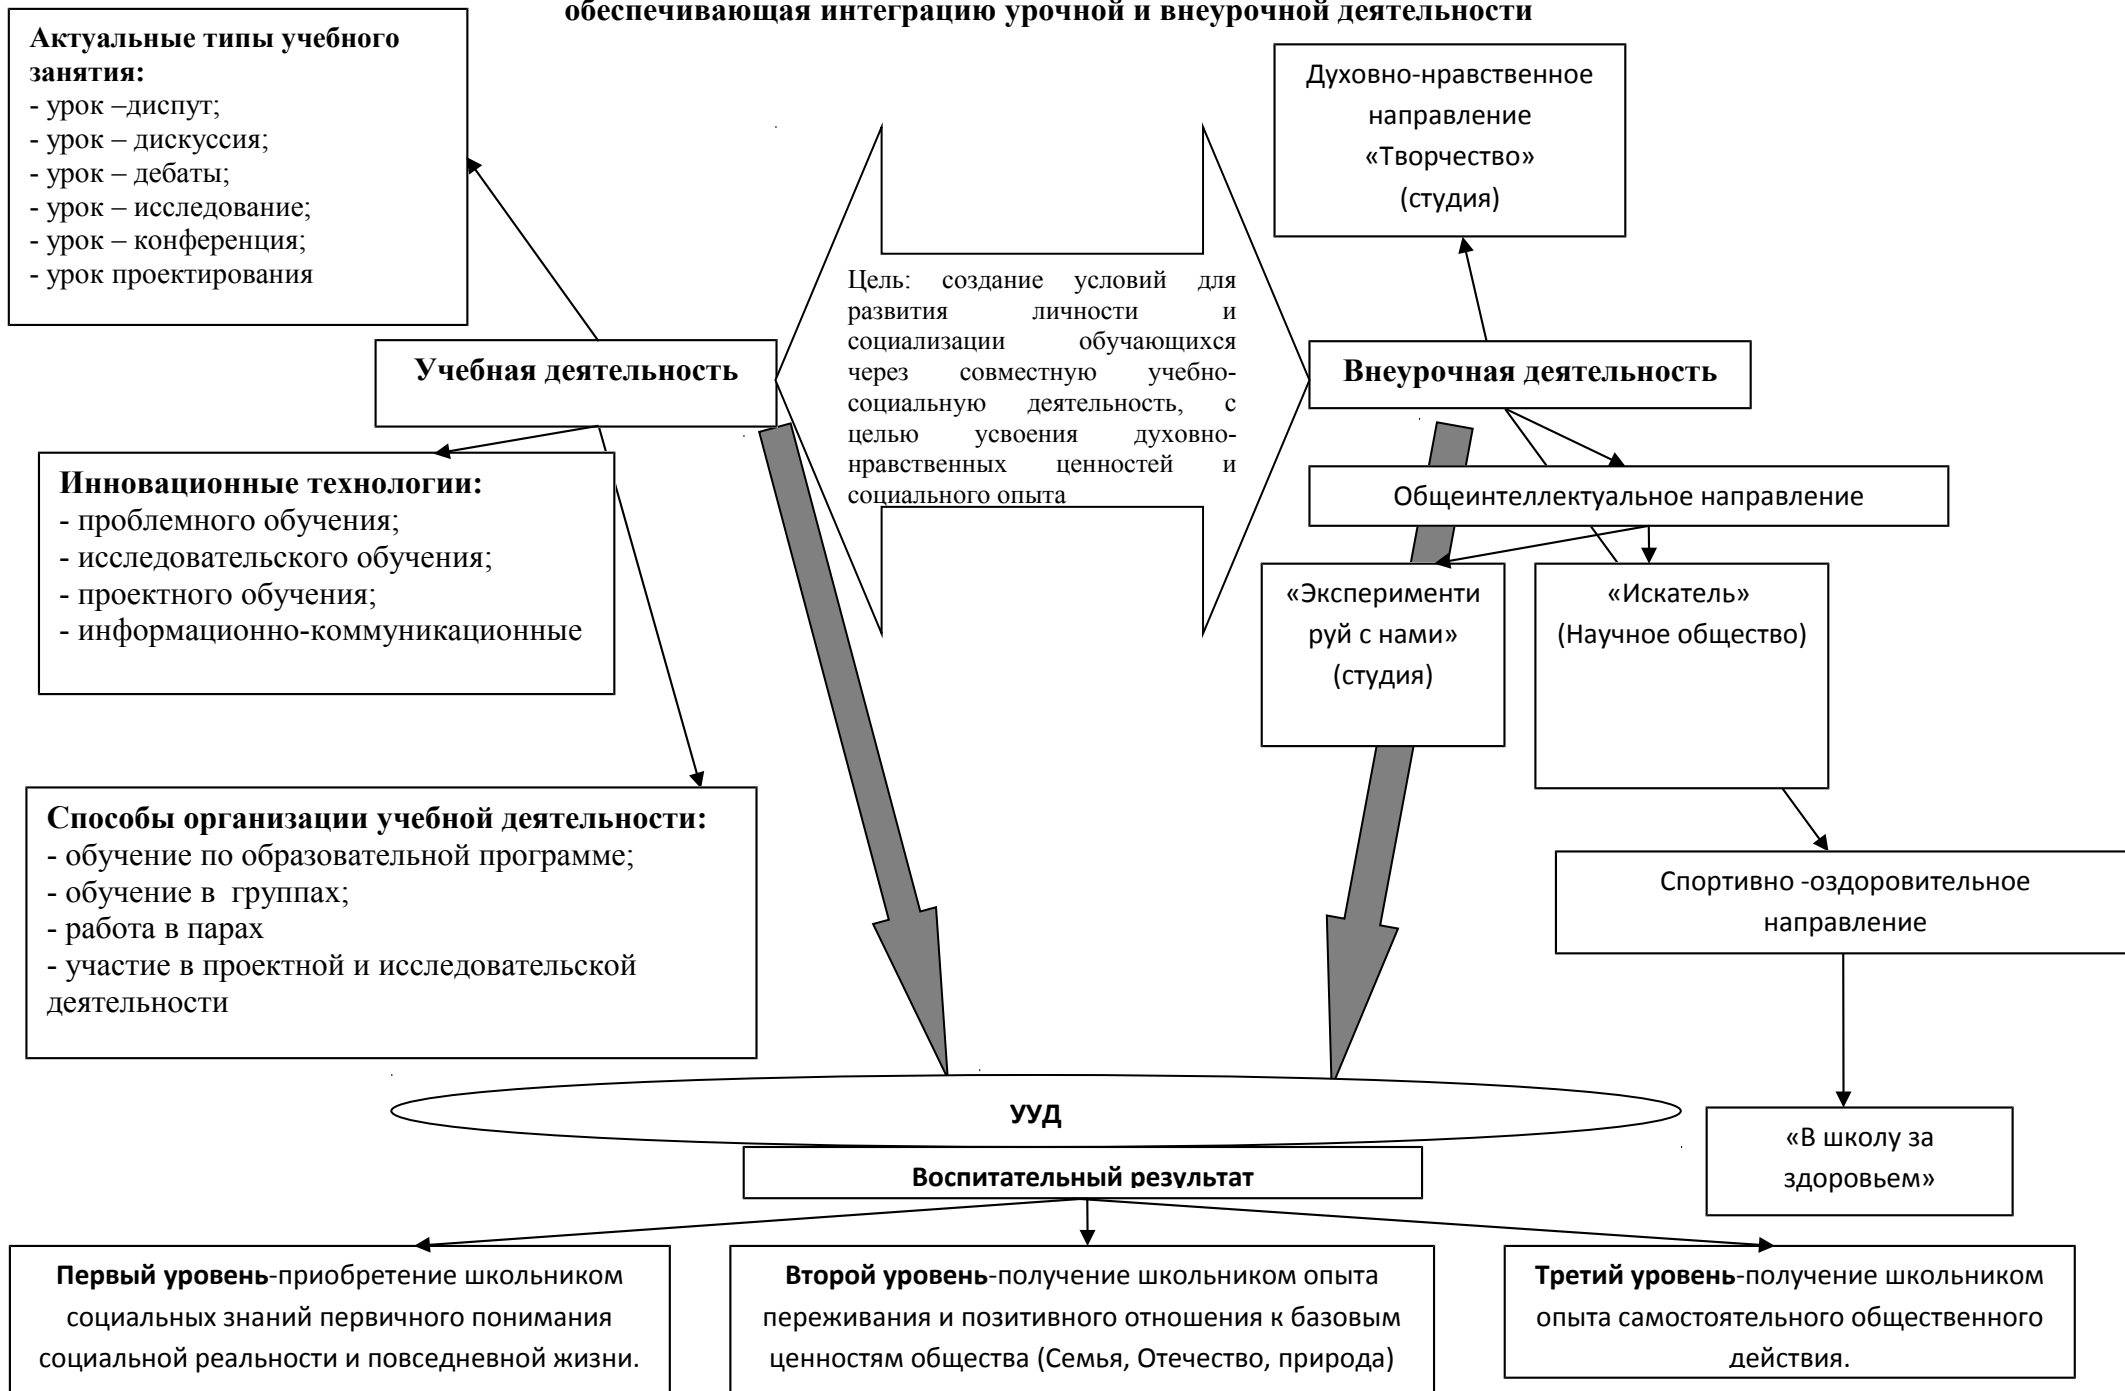 обеспечивающая интеграцию урочной и внеурочной деятельности
Актуальные типы учебного
занятия:
- урок –диспут;
- урок – дискуссия;
- урок – дебаты;
- урок – исследование;
- урок – конференция;
- урок проектирования
Духовно-нравственное
направление
«Творчество»
(студия)
Цель: создание условий для
развития личности и
социализации обучающихся
через совместную учебно-
социальную деятельность, с
целью усвоения духовно-
нравственных ценностей и
социального опыта
Учебная деятельность
Внеурочная деятельность
Инновационные технологии:
- проблемного обучения;
- исследовательского обучения;
- проектного обучения;
- информационно-коммуникационные
Общеинтеллектуальное направление
«Эксперименти
руй с нами»
(студия)
«Искатель»
(Научное общество)
Способы организации учебной деятельности:
- обучение по образовательной программе;
- обучение в  группах;
- работа в парах
- участие в проектной и исследовательской
деятельности
Спортивно -оздоровительное
направление
«В школу за
здоровьем»
УУД
Воспитательный результат
Первый уровень-приобретение школьником
социальных знаний первичного понимания
социальной реальности и повседневной жизни.
Второй уровень-получение школьником опыта
переживания и позитивного отношения к базовым
ценностям общества (Семья, Отечество, природа)
Третий уровень-получение школьником
опыта самостоятельного общественного
действия.